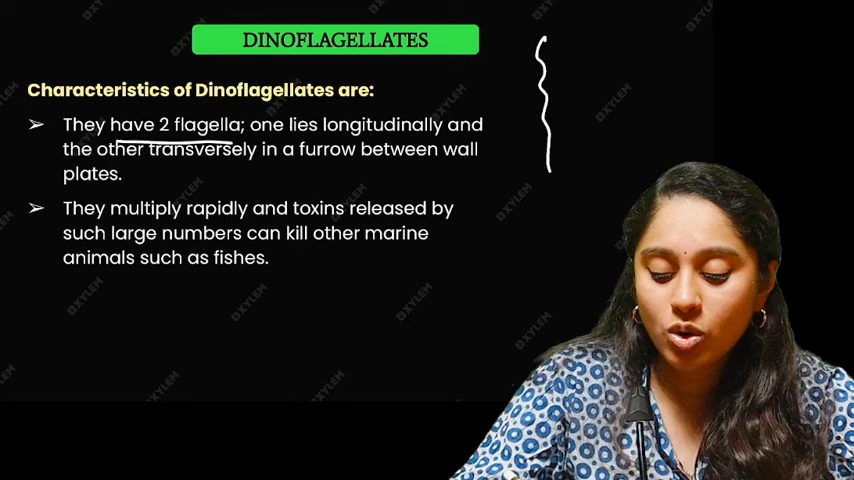 DINOFLAGELLATES
Characteristics of Dinoflagellates are:
➢ They have 2 flagella; one lies longitudinally and
the other transversely in a furrow between wall
plates.
➢ They multiply rapidly and toxins released by
such large numbers can kill other marine
animals such as fishes.